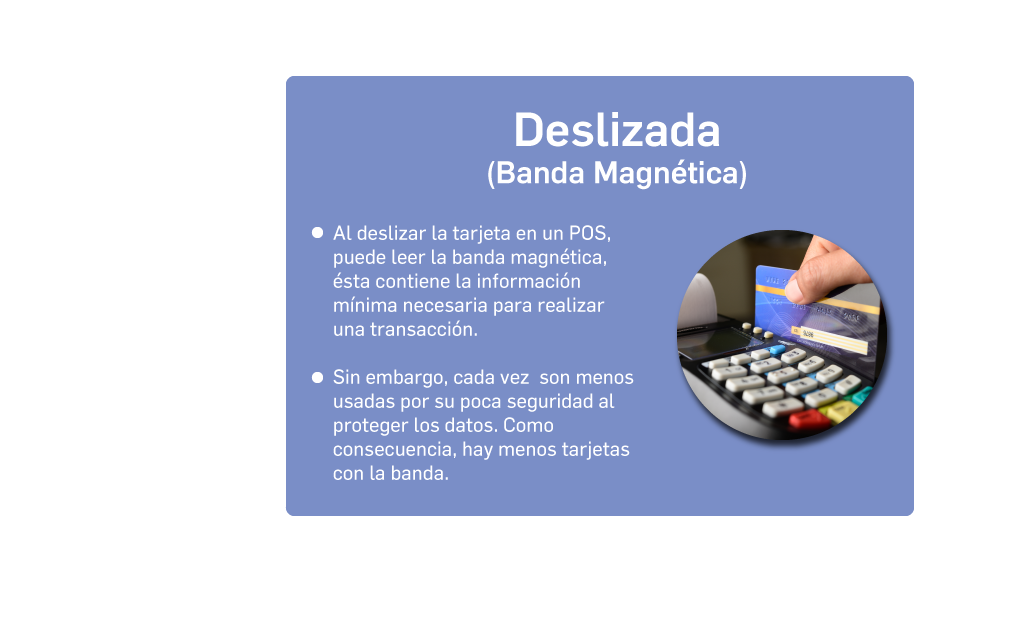 Deslizada
(Banda Magnética)
Al deslizar la tarjeta en un POS,
puede leer la banda magnética,
ésta contiene la información
mínima necesaria para realizar
una transacción.
Sin embargo, cada vez  son menos
usadas por su poca seguridad al
proteger los datos. Como
consecuencia, hay menos tarjetas
con la banda.